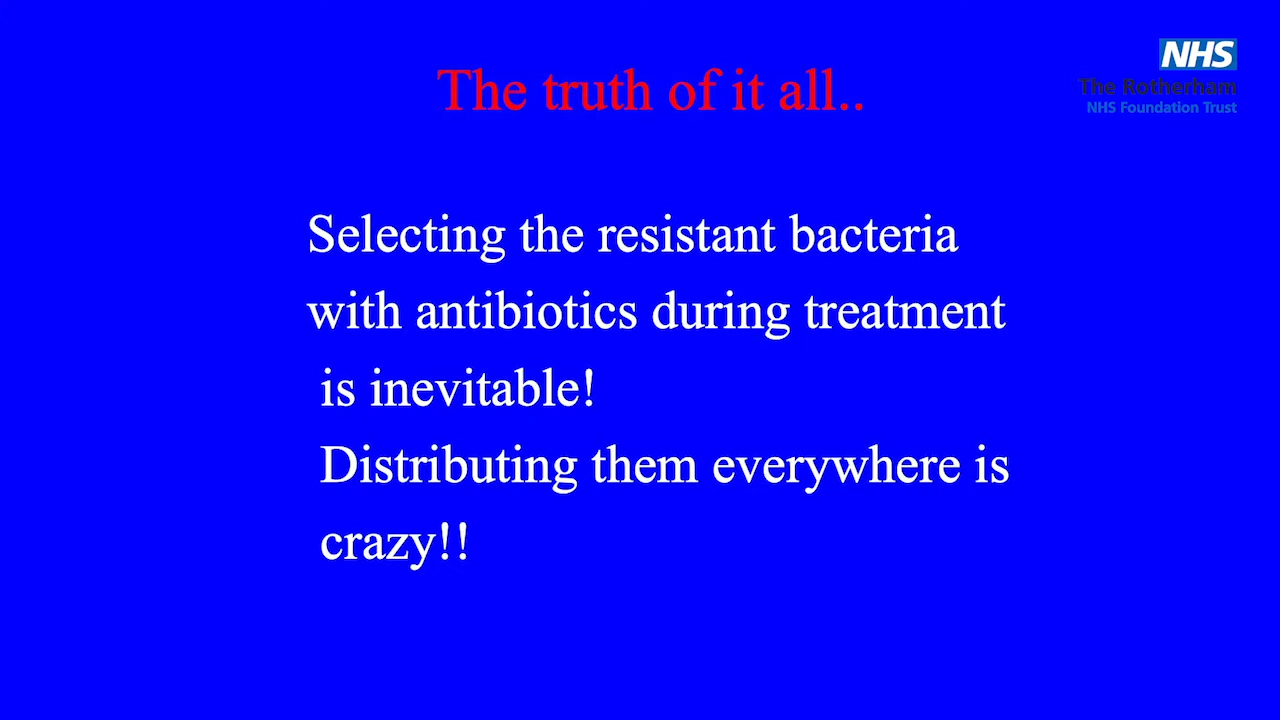 The truth of it all..
NHS
The Rotherham
NHS Foundation Trust
Selecting the resistant bacteria
with antibiotics during treatment
is inevitable!
Distributing them everywhere is
crazy!!